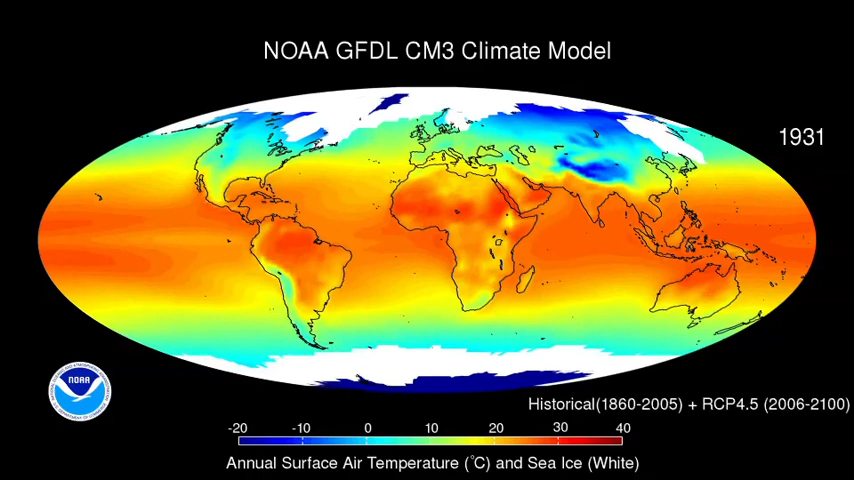 NOAA GFDL CM3 Climate Model
1931
NOAA
Historical(1860-2005) + RCP4.5 (2006-2100)
-20 -10 0 10 20 30 40
Annual Surface Air Temperature (°C) and Sea Ice (White)